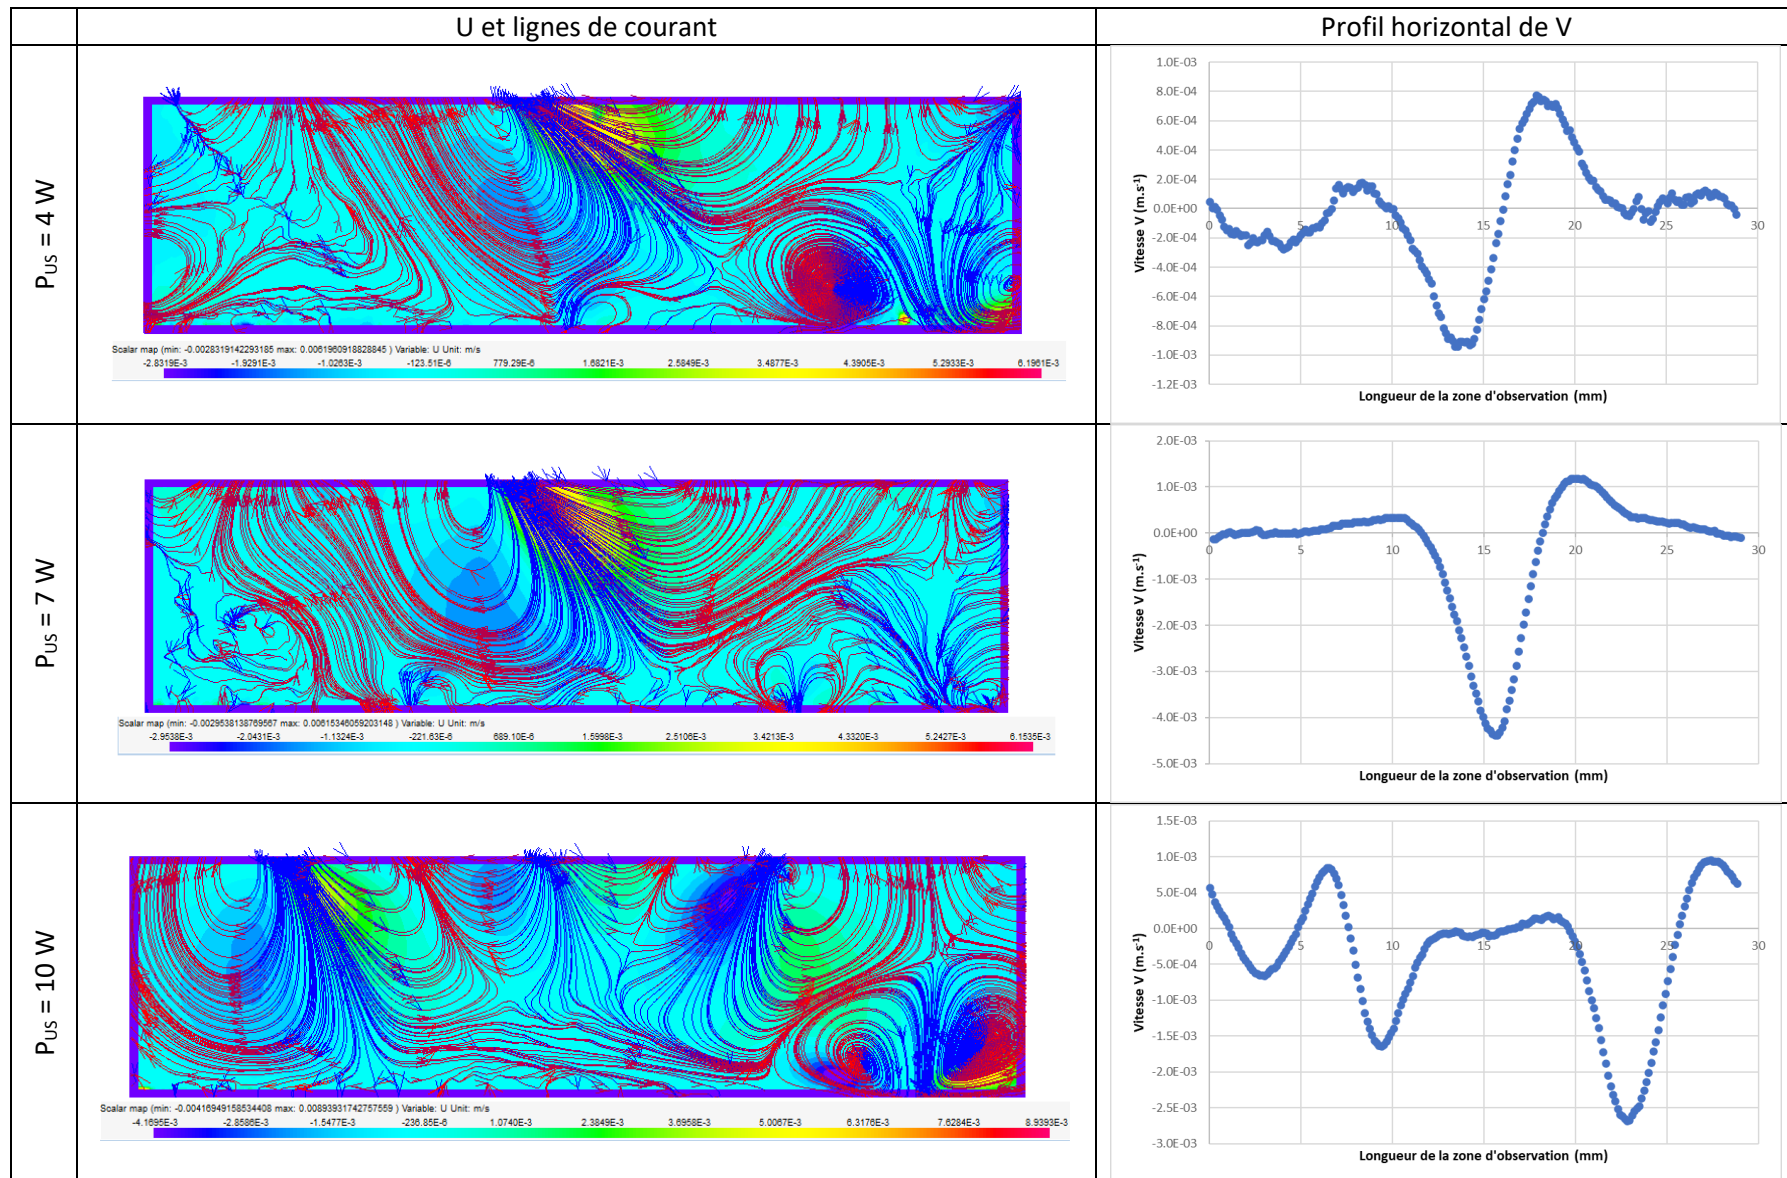 U et lignes de courant
Profil horizontal de V
P_US = 4 W
Scalar map (min: -0.0028319142293185 max: 0.0061960918828845 ) Variable: U Unit: m/s
-2.8319E-3 -1.9291E-3 -1.0263E-3 -123.51E-6 779.29E-6 1.6821E-3 2.5849E-3 3.4877E-3 4.3905E-3 5.2933E-3 6.1961E-3
1.0E-03
8.0E-04
6.0E-04
4.0E-04
2.0E-04
0.0E+00
-2.0E-04
-4.0E-04
-6.0E-04
-8.0E-04
-1.0E-03
-1.2E-03
0 5 10 15 20 25 30
Vitesse V (m.s⁻¹)
Longueur de la zone d'observation (mm)
P_US = 7 W
Scalar map (min: -0.0029538138769567 max: 0.00615346069203148 ) Variable: U Unit: m/s
-2.9538E-3 -2.0431E-3 -1.1324E-3 -221.63E-6 689.10E-6 1.5998E-3 2.5106E-3 3.4213E-3 4.3320E-3 5.2427E-3 6.1535E-3
2.0E-03
1.0E-03
0.0E+00
-1.0E-03
-2.0E-03
-3.0E-03
-4.0E-03
-5.0E-03
0 5 10 15 20 25 30
Vitesse V (m.s⁻¹)
Longueur de la zone d'observation (mm)
P_US = 10 W
Scalar map (min: -0.00416949158534408 max: 0.00893931742757559 ) Variable: U Unit: m/s
-4.1695E-3 -2.8586E-3 -1.5477E-3 -236.85E-6 1.0740E-3 2.3849E-3 3.6958E-3 5.0067E-3 6.3176E-3 7.6284E-3 8.9393E-3
1.5E-03
1.0E-03
5.0E-04
0.0E+00
-5.0E-04
-1.0E-03
-1.5E-03
-2.0E-03
-2.5E-03
-3.0E-03
0 5 10 15 20 25 30
Vitesse V (m.s⁻¹)
Longueur de la zone d'observation (mm)